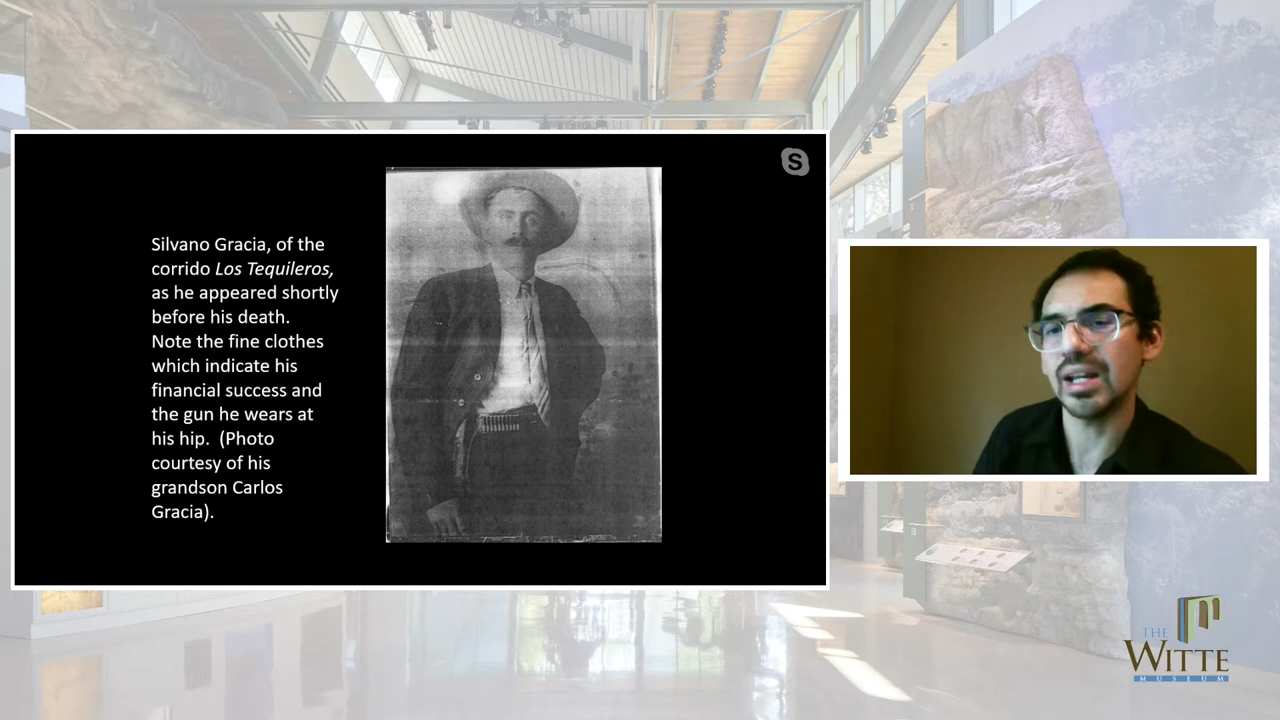 Silvano Gracia, of the
corrido Los Tequileros,
as he appeared shortly
before his death.
Note the fine clothes
which indicate his
financial success and
the gun he wears at
his hip.  (Photo
courtesy of his
grandson Carlos
Gracia).
S
THE
WITTE
MUSEUM